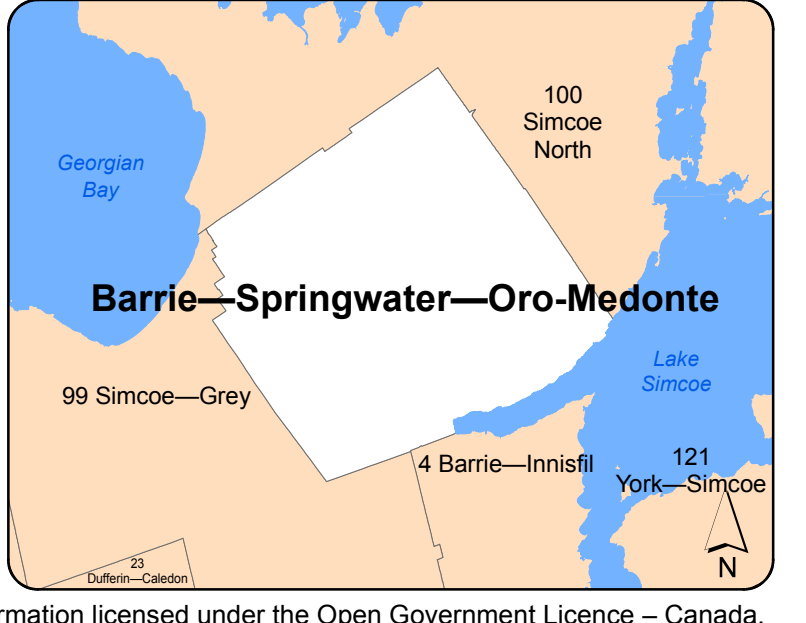 100
Simcoe
North
Georgian
Bay
Barrie—Springwater—Oro-Medonte
Lake
Simcoe
99 Simcoe—Grey
4 Barrie—Innisfil
121
York—Simcoe
23
Dufferin—Caledon
N
rmation licensed under the Open Government Licence – Canada.